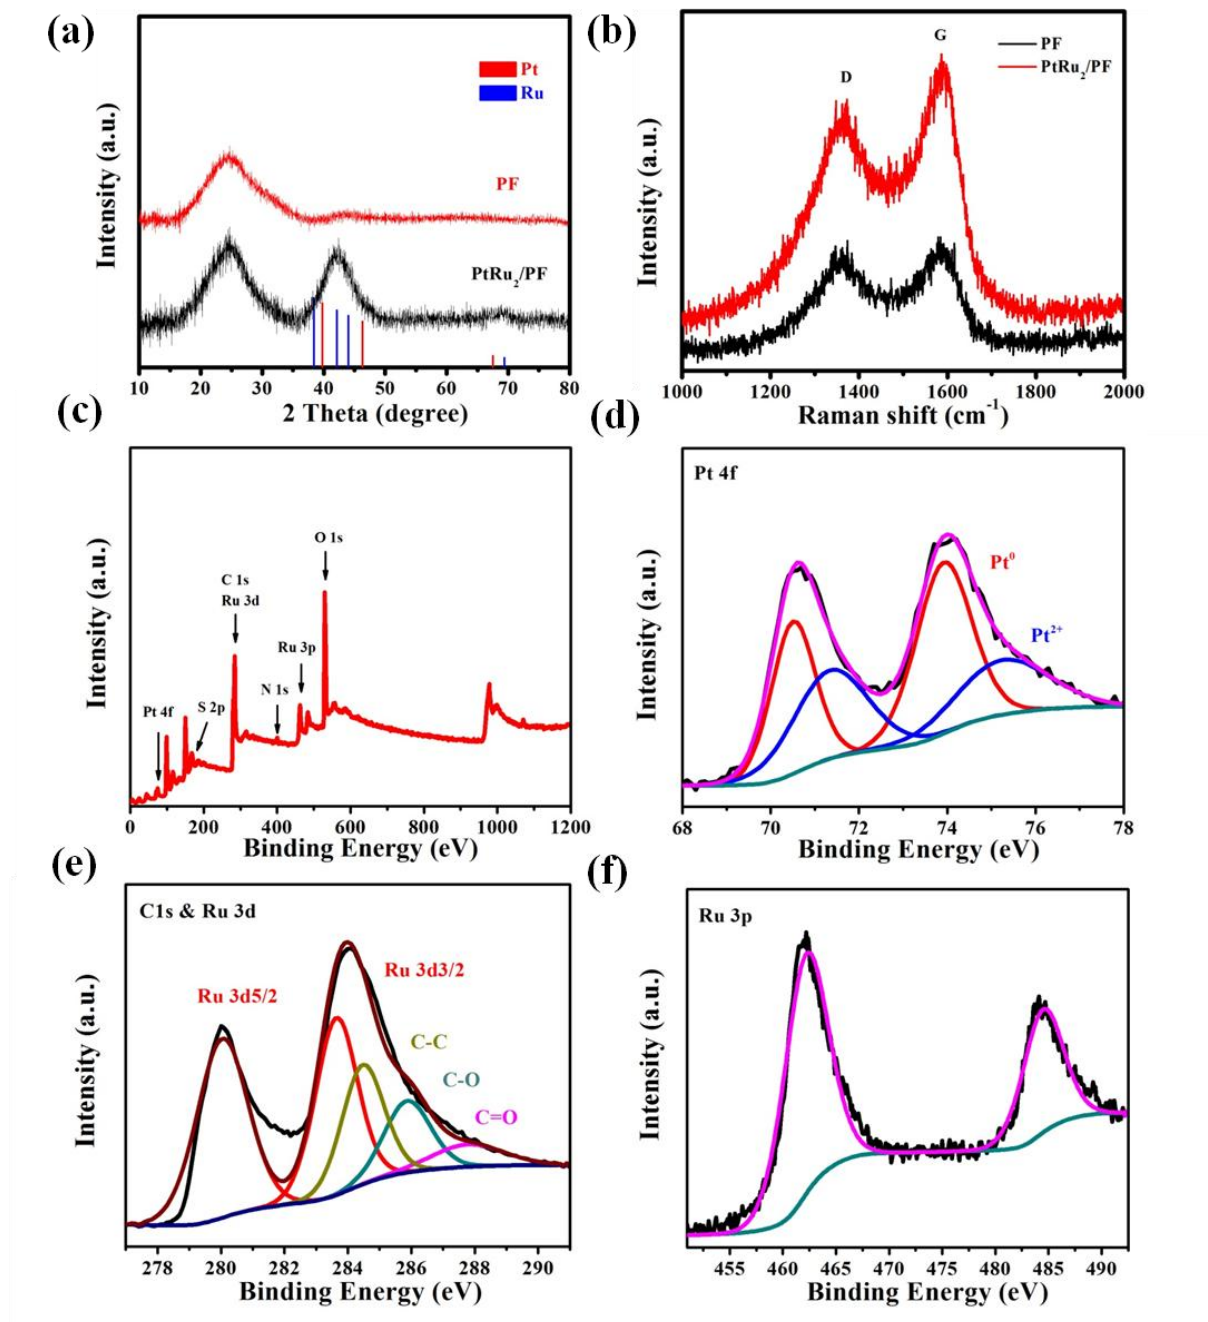 (a)
Intensity (a.u.)
Pt
Ru
PF
PtRu₂/PF
10 20 30 40 50 60 70 80
2 Theta (degree)
(b)
Intensity (a.u.)
D
G
PF
PtRu₂/PF
1000 1200 1400 1600 1800 2000
Raman shift (cm⁻¹)
(c)
Intensity (a.u.)
Pt 4f
S 2p
C 1s
Ru 3d
N 1s
Ru 3p
O 1s
0 200 400 600 800 1000 1200
Binding Energy (eV)
(d)
Intensity (a.u.)
Pt 4f
Pt⁰
Pt²⁺
68 70 72 74 76 78
Binding Energy (eV)
(e)
Intensity (a.u.)
C1s & Ru 3d
Ru 3d5/2
Ru 3d3/2
C-C
C-O
C=O
278 280 282 284 286 288 290
Binding Energy (eV)
(f)
Intensity (a.u.)
Ru 3p
455 460 465 470 475 480 485 490
Binding Energy (eV)